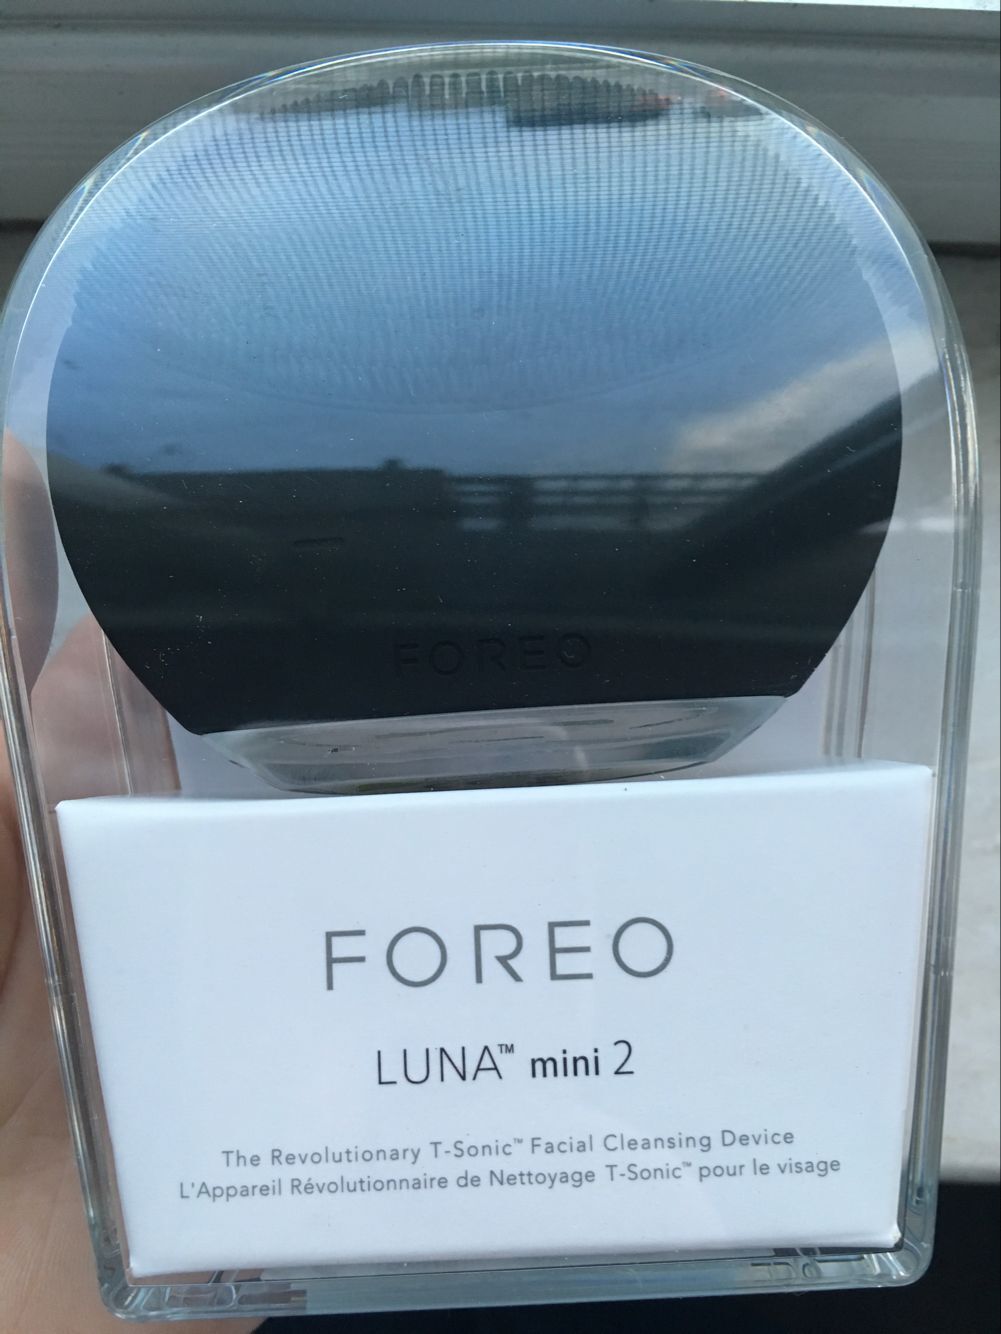 FOREO
FOREO
LUNA™ mini 2
The Revolutionary T-Sonic™ Facial Cleansing Device
L'Appareil Révolutionnaire de Nettoyage T-Sonic™ pour le visage